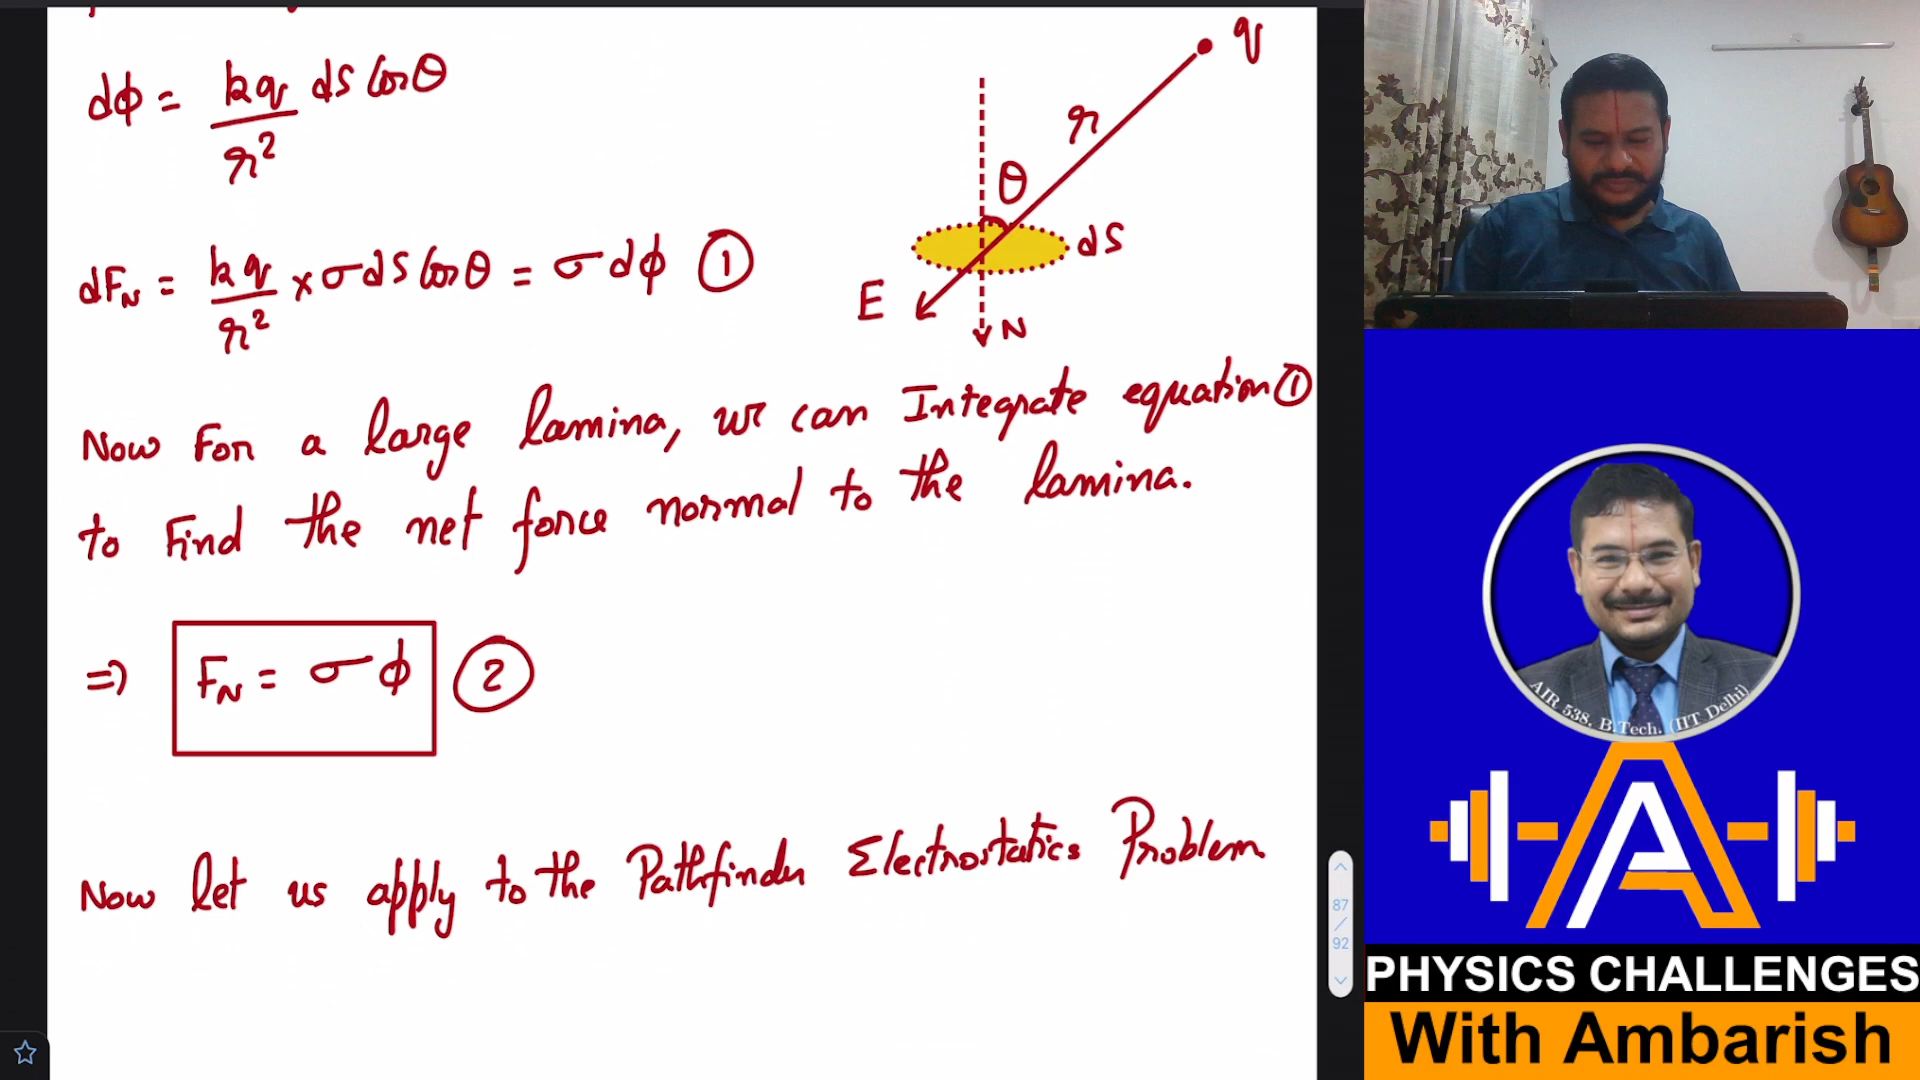 dϕ = kq/r² dS cosθ
q
r
θ
dS
E
N
dFN = kq/r² × σ dS cosθ = σ dϕ ①
Now For a large lamina, we can Integrate equation ①
to Find the net force normal to the lamina.
⇒ FN = σ ϕ ②
Now let us apply to the Pathfinder Electrostatics Problem
87
/
92
AIR 538, B.Tech. (IIT Delhi)
A
PHYSICS CHALLENGES
With Ambarish